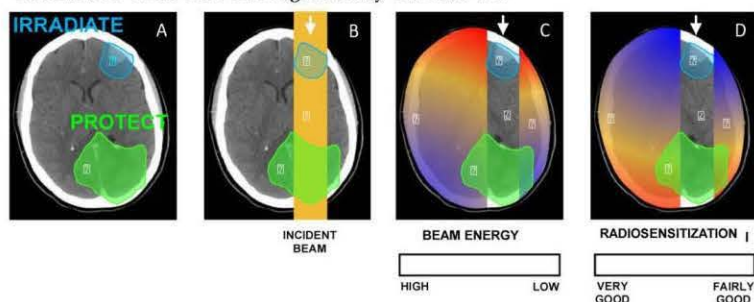 IRRADIATE
A
B
C
D
PROTECT
INCIDENT
BEAM
BEAM ENERGY
HIGH
LOW
RADIOSENSITIZATION I
VERY
GOOD
FAIRLY
GOOD